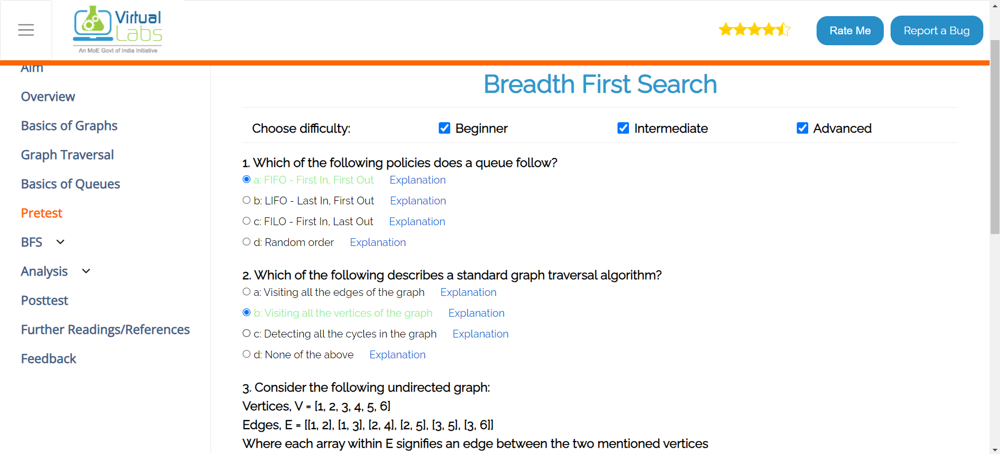 Virtual
Labs
An MoE Govt of India Initiative
Rate Me
Report a Bug
Aim
Overview
Basics of Graphs
Graph Traversal
Basics of Queues
Pretest
BFS
Analysis
Posttest
Further Readings/References
Feedback
Breadth First Search
Choose difficulty: Beginner Intermediate Advanced
1. Which of the following policies does a queue follow?
a: FIFO - First In, First Out Explanation
b: LIFO - Last In, First Out Explanation
c: FILO - First In, Last Out Explanation
d: Random order Explanation
2. Which of the following describes a standard graph traversal algorithm?
a: Visiting all the edges of the graph Explanation
b: Visiting all the vertices of the graph Explanation
c: Detecting all the cycles in the graph Explanation
d: None of the above Explanation
3. Consider the following undirected graph:
Vertices, V = [1, 2, 3, 4, 5, 6]
Edges, E = [[1, 2], [1, 3], [2, 4], [2, 5], [3, 5], [3, 6]]
Where each array within E signifies an edge between the two mentioned vertices